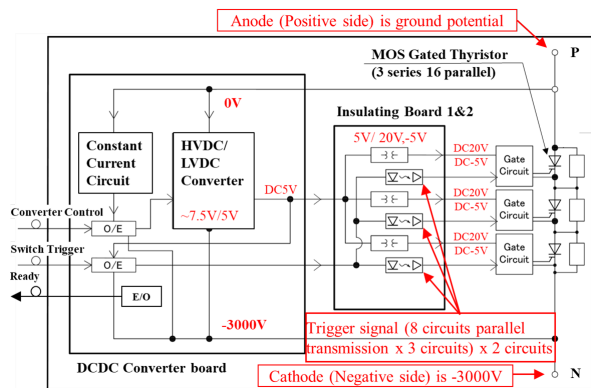 Anode (Positive side) is ground potential
P
MOS Gated Thyristor
(3 series 16 parallel)
0V
Insulating Board 1&2
Constant
Current
Circuit
HVDC/
LVDC
Converter
~7.5V/5V
5V/ 20V,-5V
DC20V
DC-5V
Gate
Circuit
DC5V
DC20V
DC-5V
Gate
Circuit
Converter Control
O/E
DC20V
DC-5V
Gate
Circuit
Switch Trigger
O/E
Ready
E/O
-3000V
Trigger signal (8 circuits parallel
transmission x 3 circuits) x 2 circuits
DCDC Converter board
Cathode (Negative side) is -3000V
N